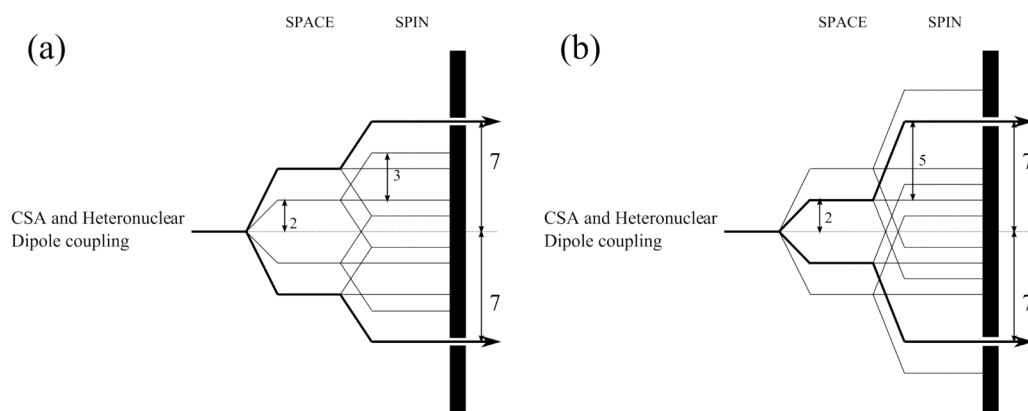 SPACE SPIN
(a)
CSA and Heteronuclear
Dipole coupling
2
3
7
7
SPACE SPIN
(b)
CSA and Heteronuclear
Dipole coupling
2
5
7
7